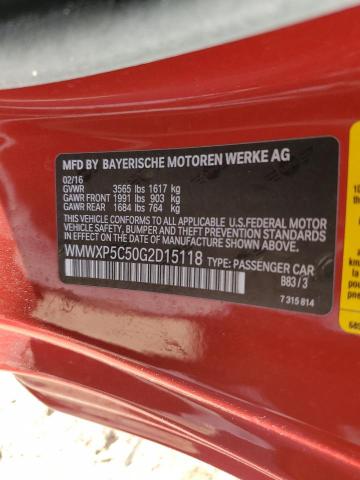 MFD BY BAYERISCHE MOTOREN WERKE AG
02/16
GVWR 3565 lbs 1617 kg
GAWR FRONT 1991 lbs 903 kg
GAWR REAR 1684 lbs 764 kg
THIS VEHICLE CONFORMS TO ALL APPLICABLE U.S.FEDERAL MOTOR
VEHICLE SAFETY, BUMPER, AND THEFT PREVENTION STANDARDS
IN EFFECT ON THE DATE OF MANUFACTURE SHOWN ABOVE.
WMWXP5C50G2D15118 TYPE: PASSENGER CAR
B83 / 3
7 315 814